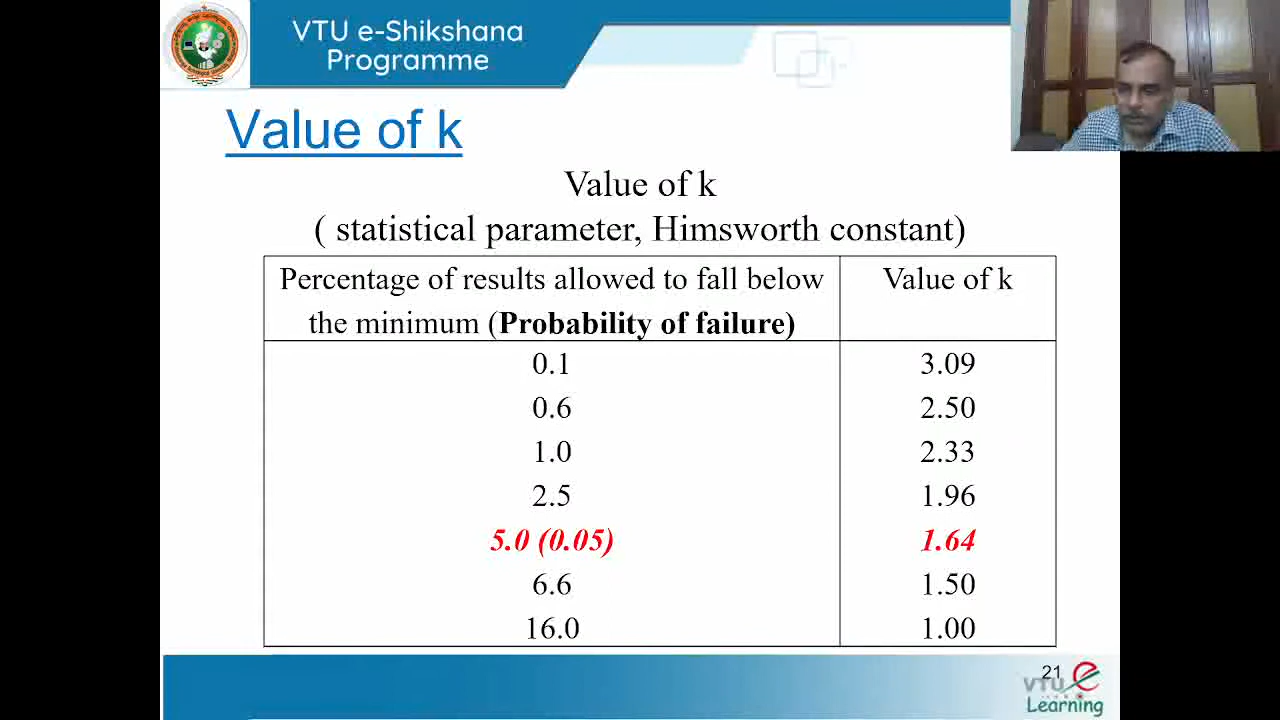 VTU e-Shikshana
Programme
Value of k
Value of k
( statistical parameter, Himsworth constant)
Percentage of results allowed to fall below
the minimum (Probability of failure)
Value of k
0.1 3.09
0.6 2.50
1.0 2.33
2.5 1.96
5.0 (0.05) 1.64
6.6 1.50
16.0 1.00
21
VTU e
Learning